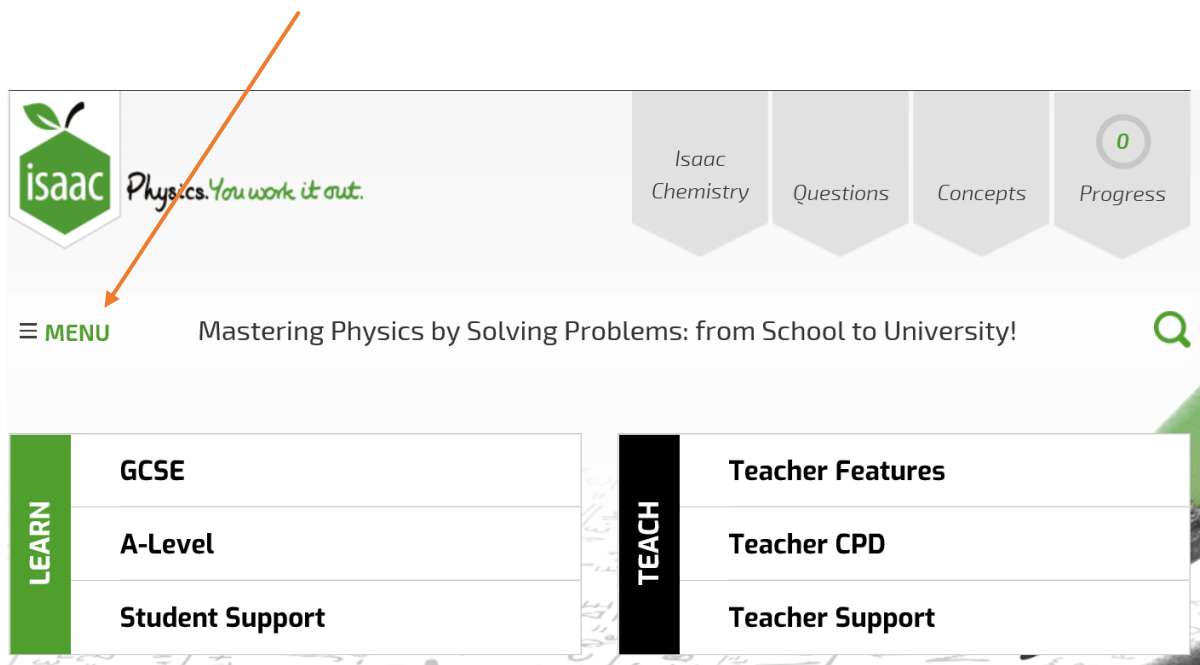 isaac
Physics. You work it out.
Isaac
Chemistry
Questions
Concepts
0
Progress
MENU
Mastering Physics by Solving Problems: from School to University!
LEARN
GCSE
A-Level
Student Support
TEACH
Teacher Features
Teacher CPD
Teacher Support